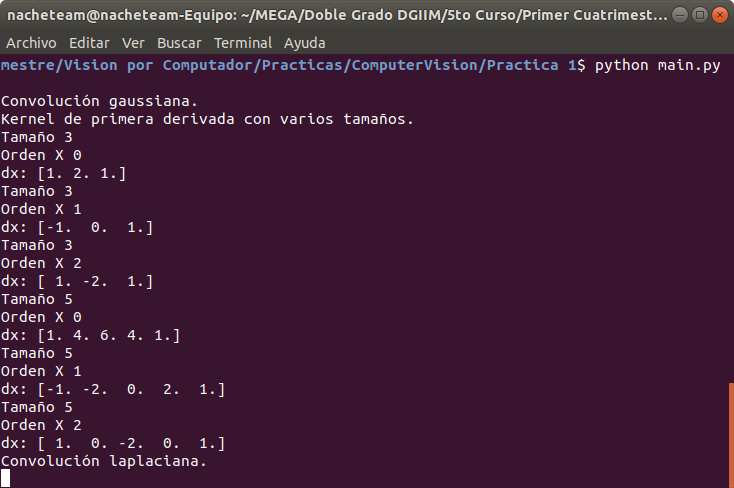 nacheteam@nacheteam-Equipo: ~/MEGA/Doble Grado DGIIM/5to Curso/Primer Cuatrimest...
Archivo Editar Ver Buscar Terminal Ayuda
mestre/Vision por Computador/Practicas/ComputerVision/Practica 1$ python main.py
Convolución gaussiana.
Kernel de primera derivada con varios tamaños.
Tamaño 3
Orden X 0
dx: [1. 2. 1.]
Tamaño 3
Orden X 1
dx: [-1.  0.  1.]
Tamaño 3
Orden X 2
dx: [ 1. -2.  1.]
Tamaño 5
Orden X 0
dx: [1. 4. 6. 4. 1.]
Tamaño 5
Orden X 1
dx: [-1. -2.  0.  2.  1.]
Tamaño 5
Orden X 2
dx: [ 1.  0. -2.  0.  1.]
Convolución laplaciana.